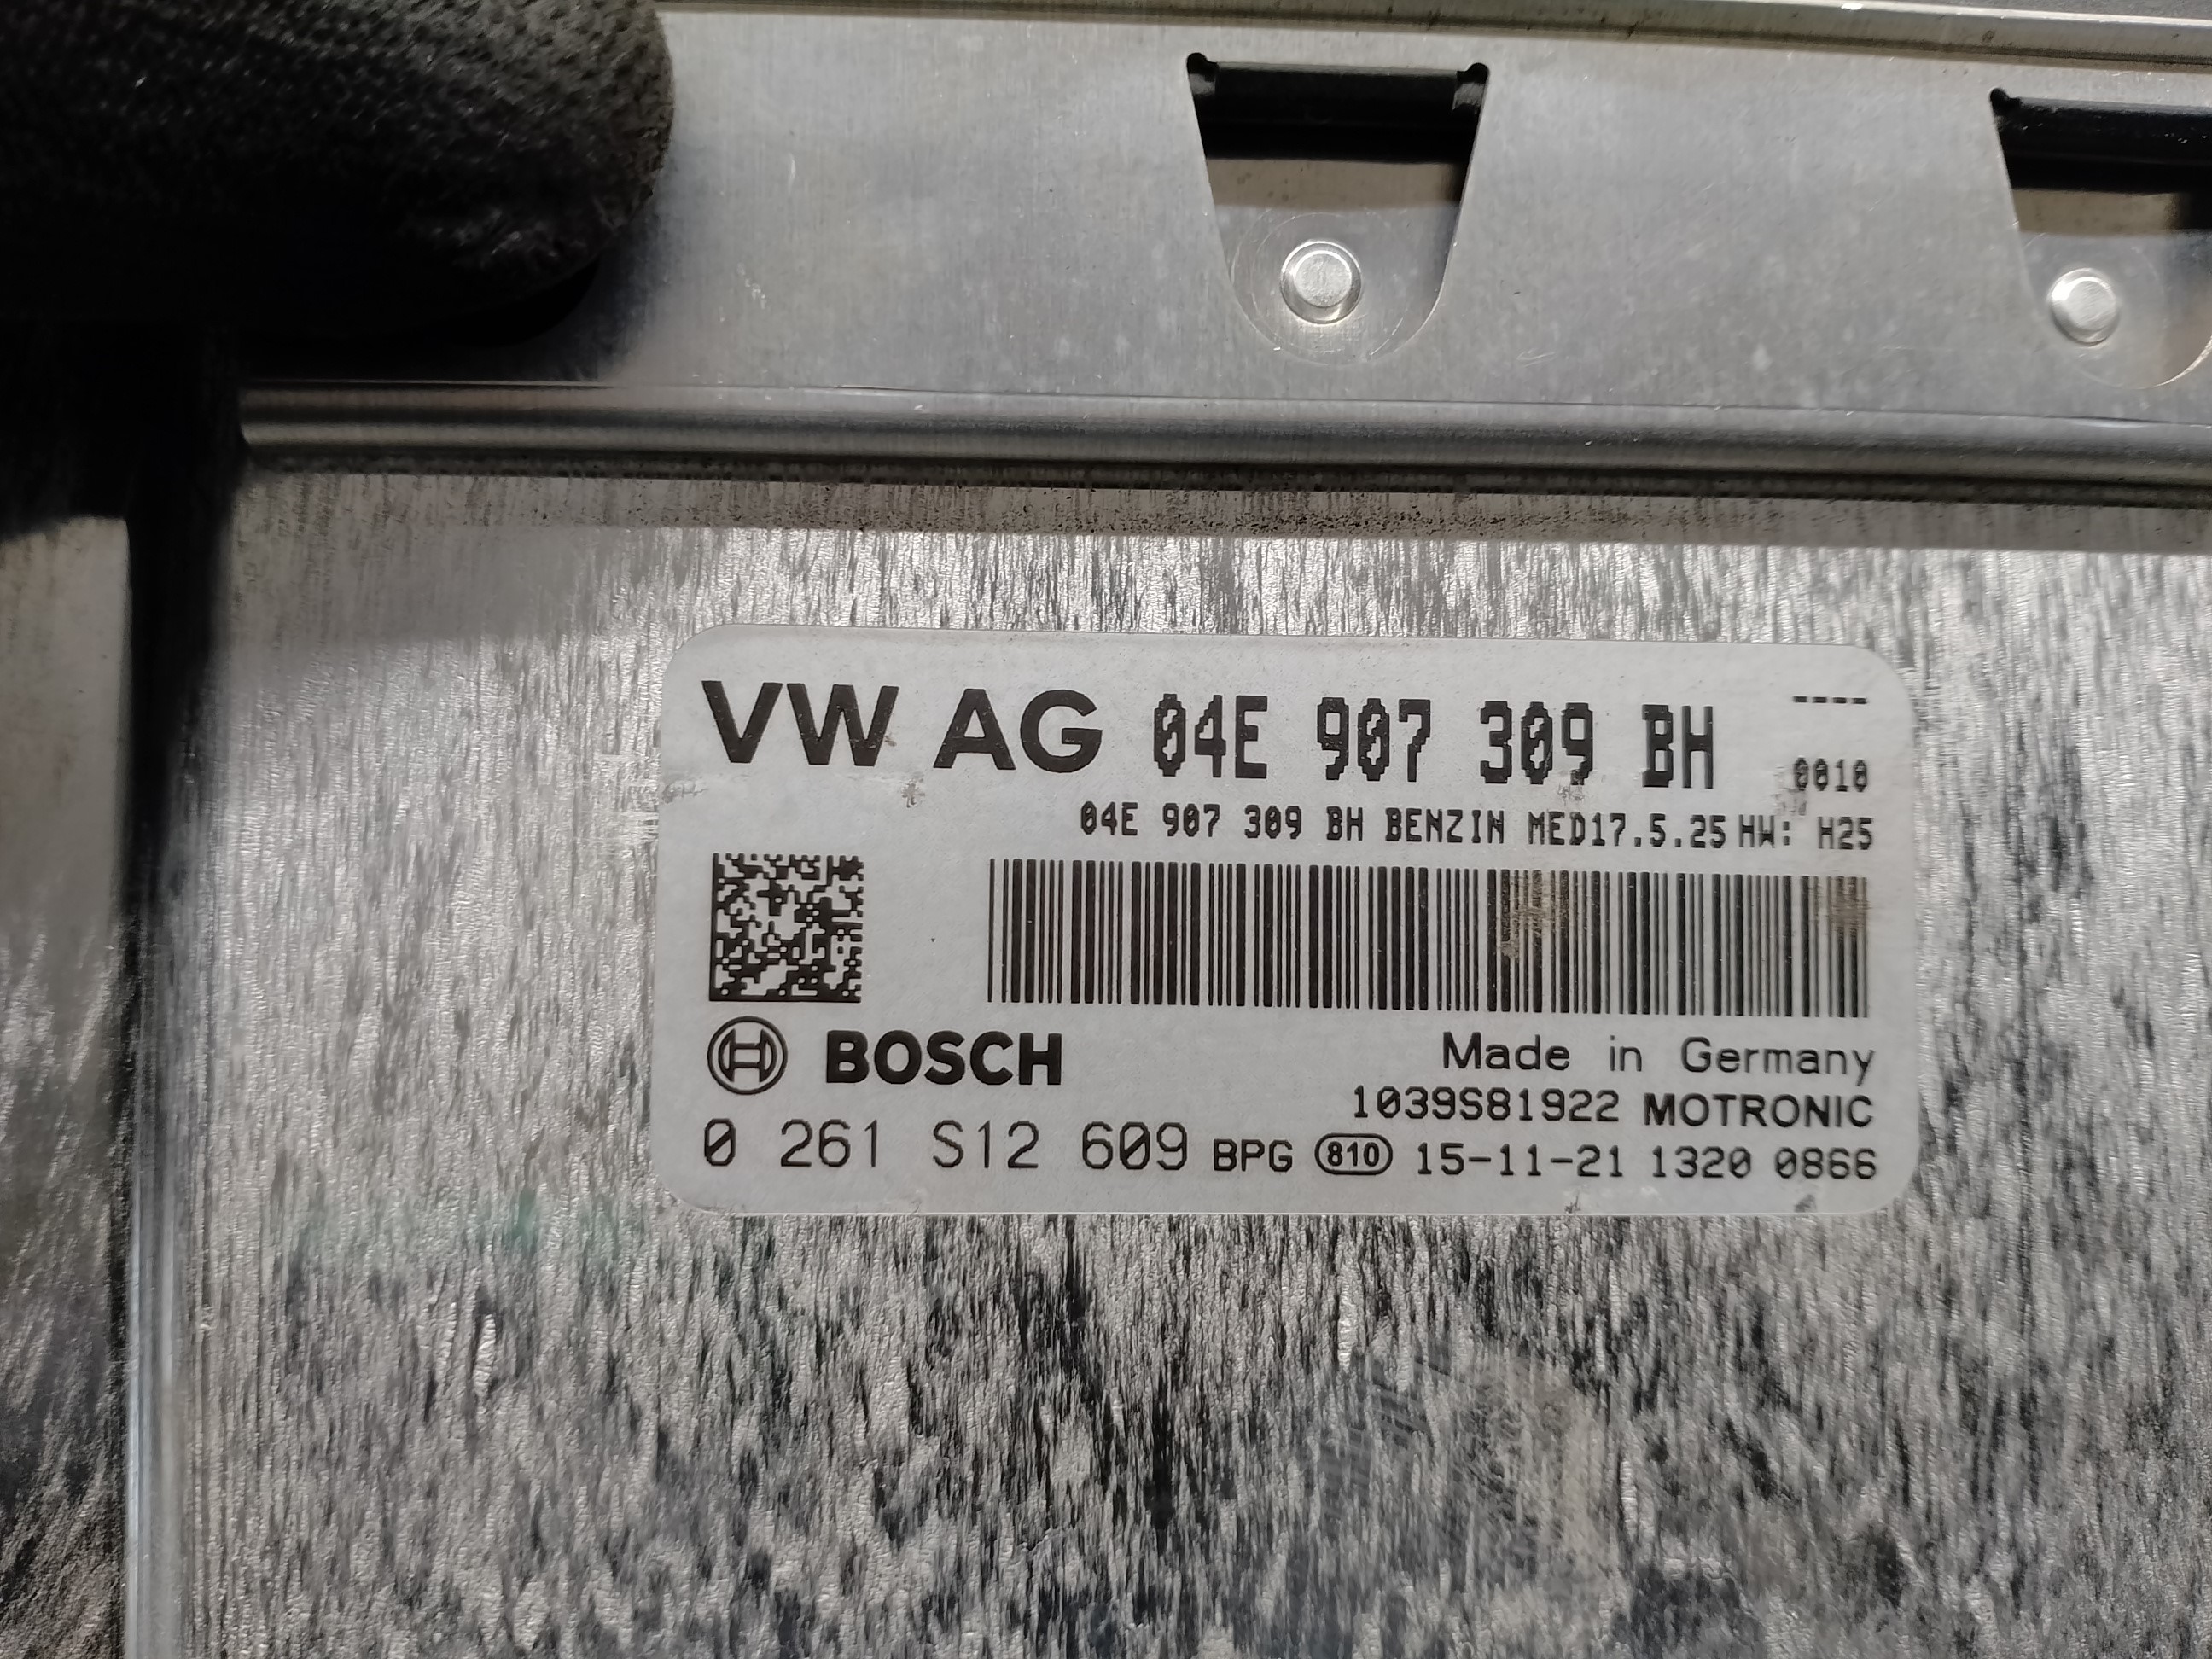 VW AG 04E 907 309 BH ----
0010
04E 907 309 BH BENZIN MED17.5.25 HW: H25
BOSCH
Made in Germany
1039S81922 MOTRONIC
0 261 S12 609 BPG 810 15-11-21 1320 0866